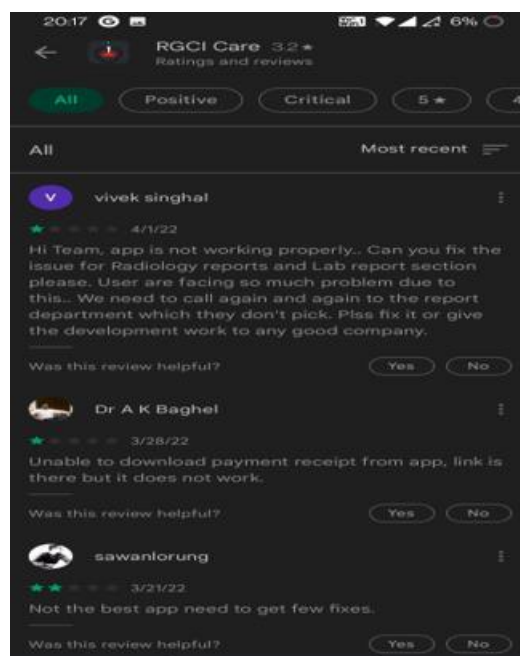 20:17 6%
RGCI Care 3.2★
Ratings and reviews
All Positive Critical 5★ 4
All Most recent
V vivek singhal
4/1/22
Hi Team, app is not working properly.. Can you fix the
issue for Radiology reports and Lab report section
please. User are facing so much problem due to
this.. We need to call again and again to the report
department which they don't pick. Plss fix it or give
the development work to any good company.
Was this review helpful? Yes No
Dr A K Baghel
3/28/22
Unable to download payment receipt from app, link is
there but it does not work.
Was this review helpful? Yes No
sawanlorung
3/21/22
Not the best app need to get few fixes.
Was this review helpful? Yes No